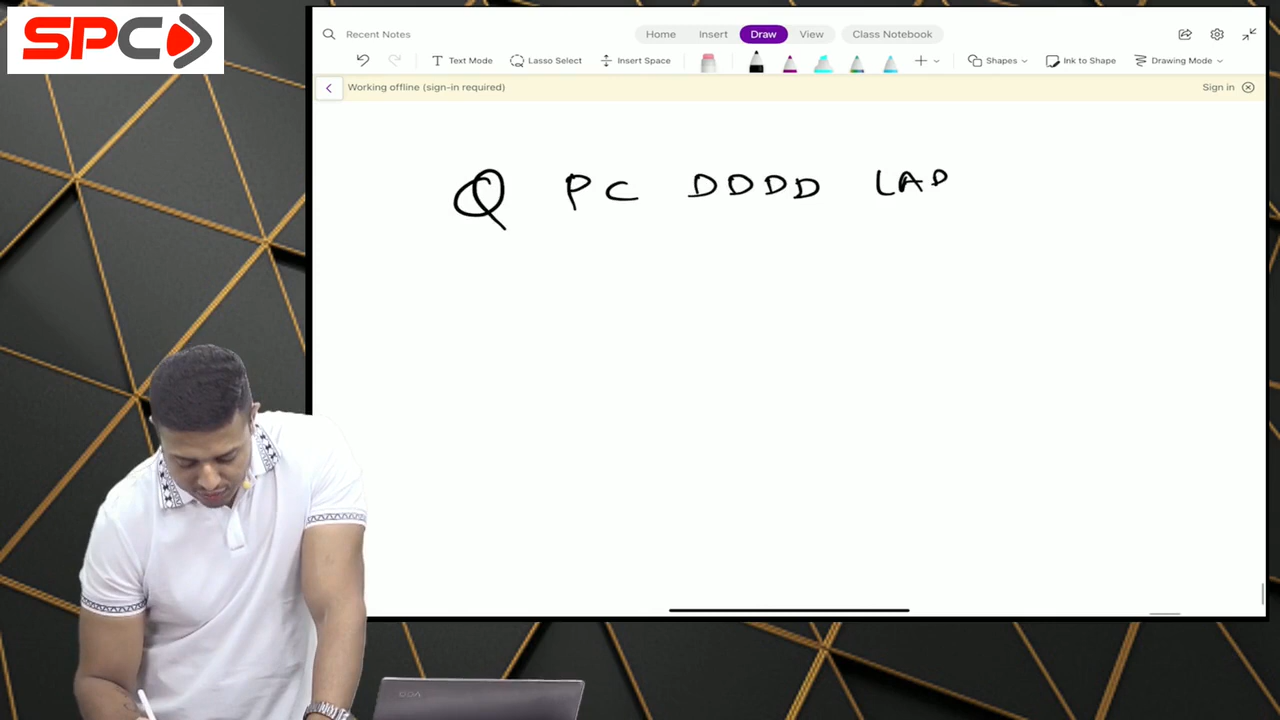 SPC
Recent Notes
Home Insert Draw View Class Notebook
Text Mode Lasso Select Insert Space Shapes Ink to Shape Drawing Mode
Working offline (sign-in required) Sign in
Q PC DDDD LAD